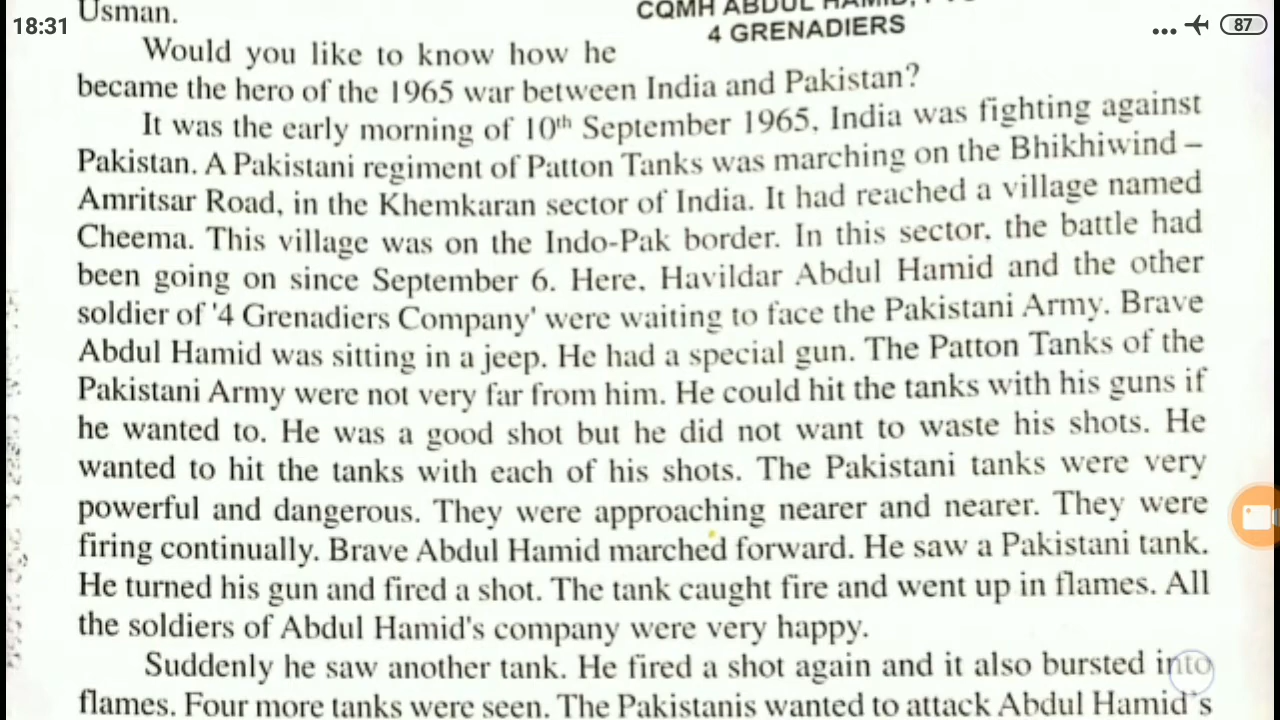 Usman.
CQMH ABDUL HAMID,
4 GRENADIERS
18:31
87
Would you like to know how he
became the hero of the 1965 war between India and Pakistan?
It was the early morning of 10th September 1965, India was fighting against
Pakistan. A Pakistani regiment of Patton Tanks was marching on the Bhikhiwind –
Amritsar Road, in the Khemkaran sector of India. It had reached a village named
Cheema. This village was on the Indo-Pak border. In this sector, the battle had
been going on since September 6. Here, Havildar Abdul Hamid and the other
soldier of '4 Grenadiers Company' were waiting to face the Pakistani Army. Brave
Abdul Hamid was sitting in a jeep. He had a special gun. The Patton Tanks of the
Pakistani Army were not very far from him. He could hit the tanks with his guns if
he wanted to. He was a good shot but he did not want to waste his shots. He
wanted to hit the tanks with each of his shots. The Pakistani tanks were very
powerful and dangerous. They were approaching nearer and nearer. They were
firing continually. Brave Abdul Hamid marched forward. He saw a Pakistani tank.
He turned his gun and fired a shot. The tank caught fire and went up in flames. All
the soldiers of Abdul Hamid's company were very happy.
Suddenly he saw another tank. He fired a shot again and it also bursted into
flames. Four more tanks were seen. The Pakistanis wanted to attack Abdul Hamid's